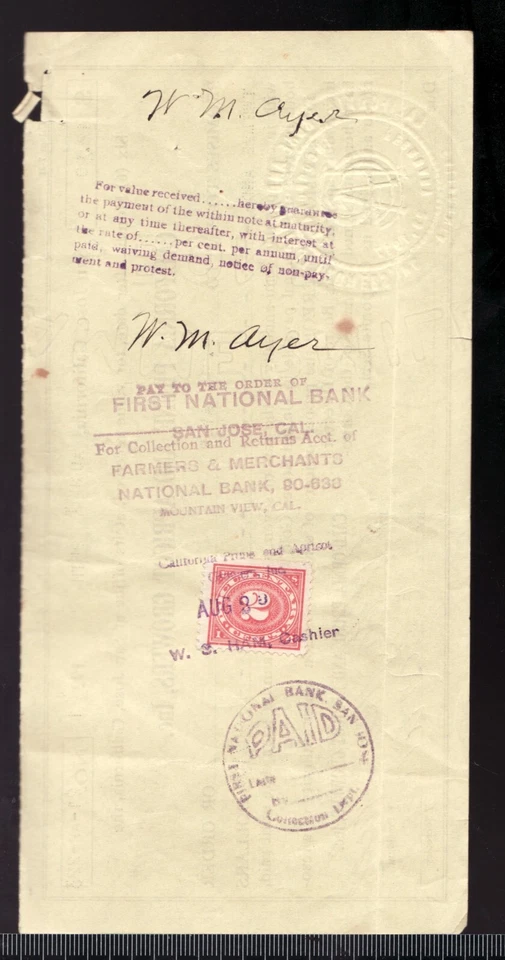 W. M. Ayer
For value received......hereby guarantee
the payment of the within note at maturity,
or at any time thereafter, with interest at
the rate of......per cent. per annum, until
paid, waiving demand, notice of non-pay-
ment and protest.
W. M. Ayer
PAY TO THE ORDER OF
FIRST NATIONAL BANK
SAN JOSE, CAL.
For Collection and Returns Acct. of
FARMERS & MERCHANTS
NATIONAL BANK, 90-636
MOUNTAIN VIEW, CAL.
California Prune and Apricot
Growers, Inc.
AUG
2
W. S. HAM, Cashier
FIRST NATIONAL BANK, SAN JOSE
PAID
Collection Dept.